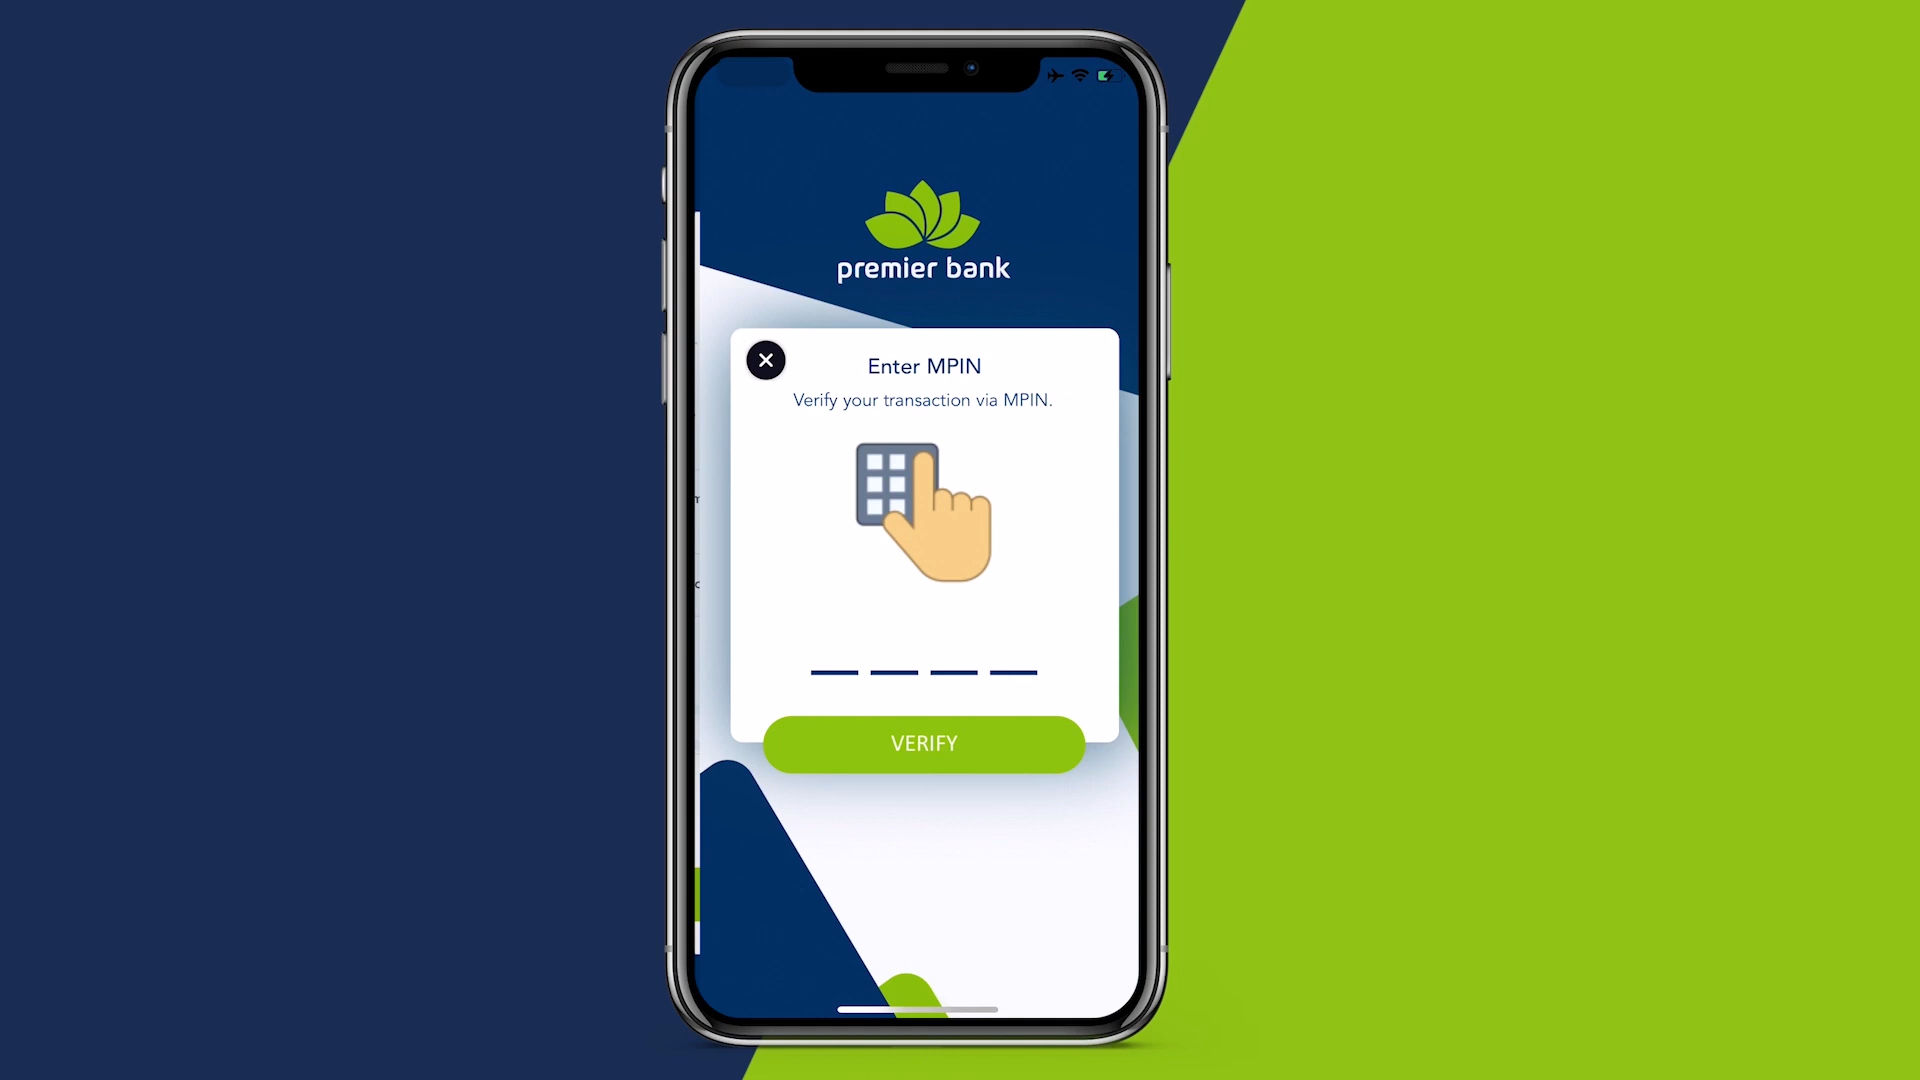 premier bank
Enter MPIN
Verify your transaction via MPIN.
VERIFY